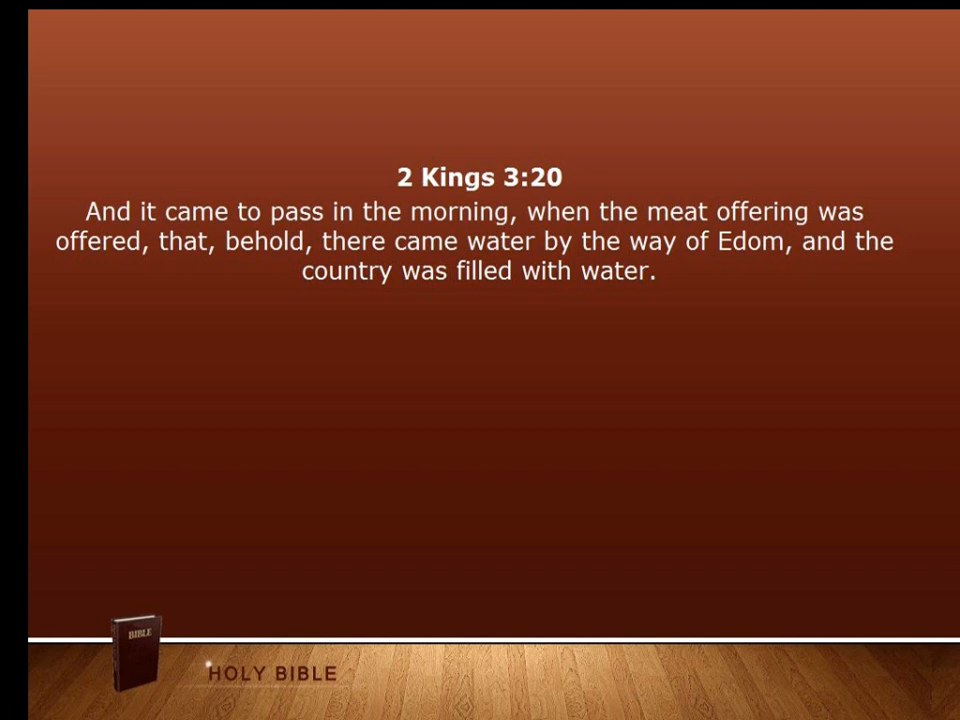 2 Kings 3:20
And it came to pass in the morning, when the meat offering was
offered, that, behold, there came water by the way of Edom, and the
country was filled with water.
BIBLE
HOLY BIBLE